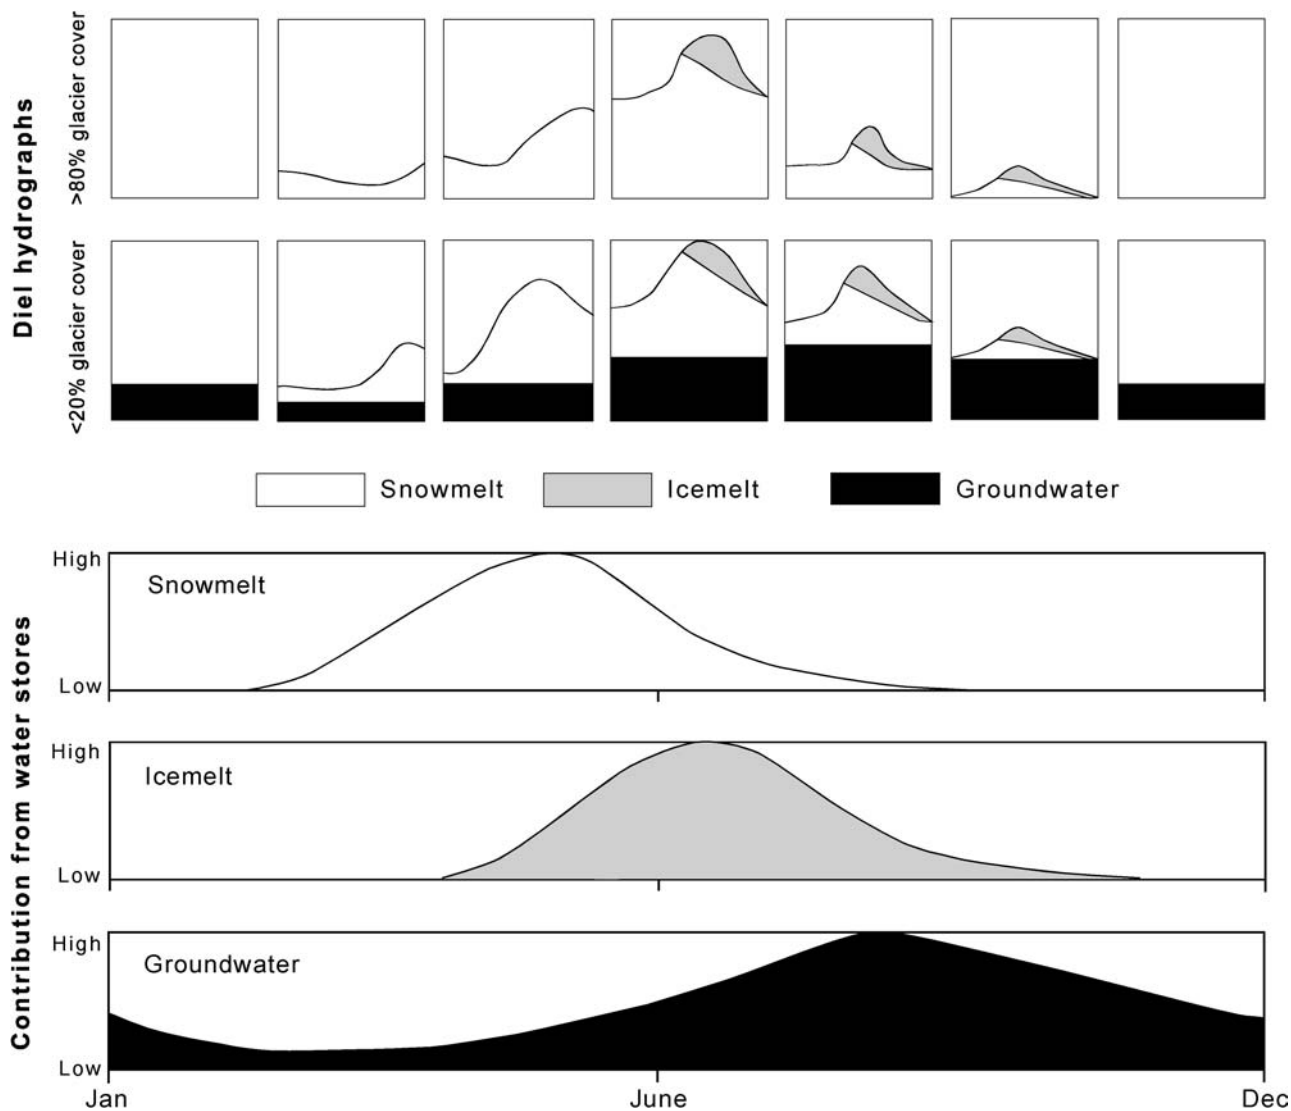 Diel hydrographs
>80% glacier cover
<20% glacier cover
Snowmelt
Icemelt
Groundwater
Contribution from water stores
High
Snowmelt
Low
High
Icemelt
Low
High
Groundwater
Low
Jan
June
Dec